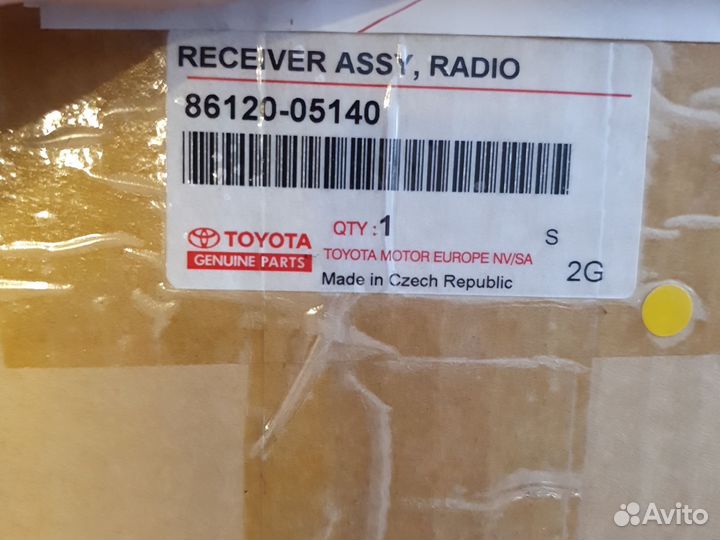 RECEIVER ASSY, RADIO
86120-05140
QTY : 1
S
TOYOTA
GENUINE PARTS
TOYOTA MOTOR EUROPE NV/SA
Made in Czech Republic
2G
Avito